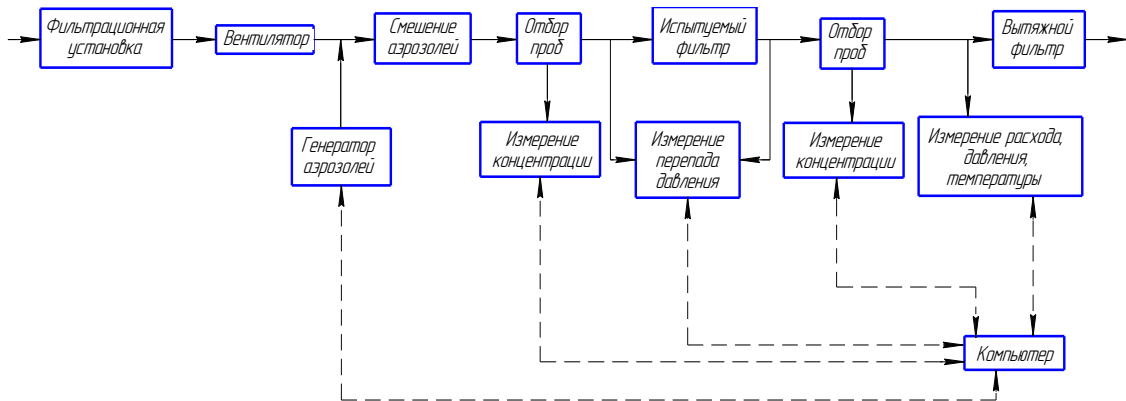 Фильтрационная
установка
Вентилятор
Смешение
аэрозолей
Отбор
проб
Испытуемый
фильтр
Отбор
проб
Вытяжной
фильтр
Генератор
аэрозолей
Измерение
концентрации
Измерение
перепада
давления
Измерение
концентрации
Измерение расхода,
давления,
температуры
Компьютер